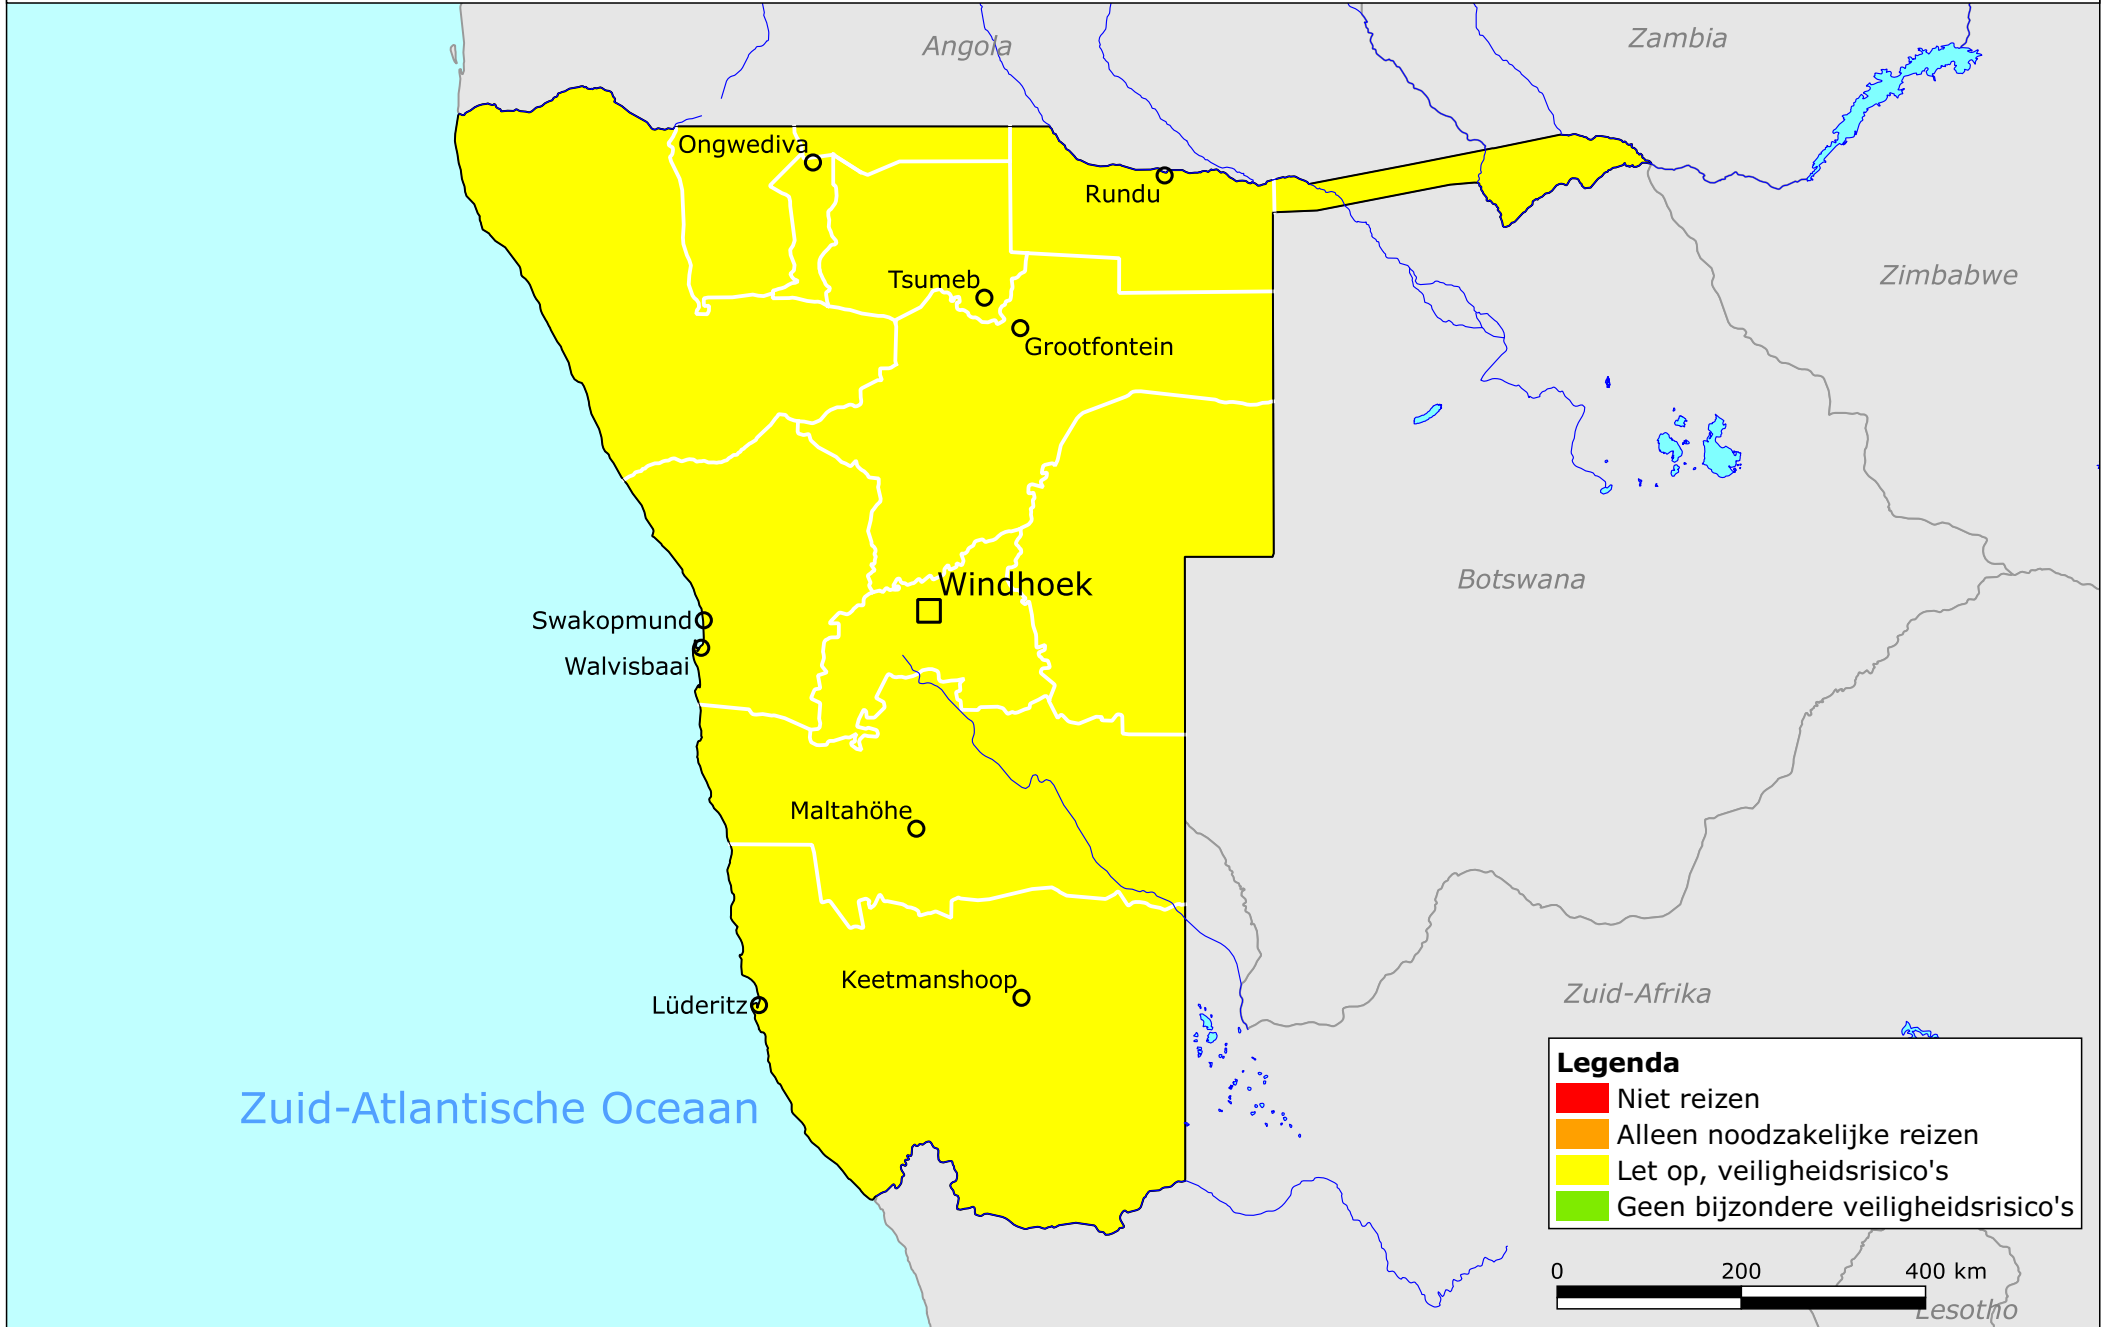 Angola
Zambia
Ongwediva
Rundu
Zimbabwe
Tsumeb
Grootfontein
Botswana
Windhoek
Swakopmund
Walvisbaai
Maltahöhe
Keetmanshoop
Zuid-Afrika
Lüderitz
Zuid-Atlantische Oceaan
Legenda
Niet reizen
Alleen noodzakelijke reizen
Let op, veiligheidsrisico's
Geen bijzondere veiligheidsrisico's
0 200 400 km
Lesotho